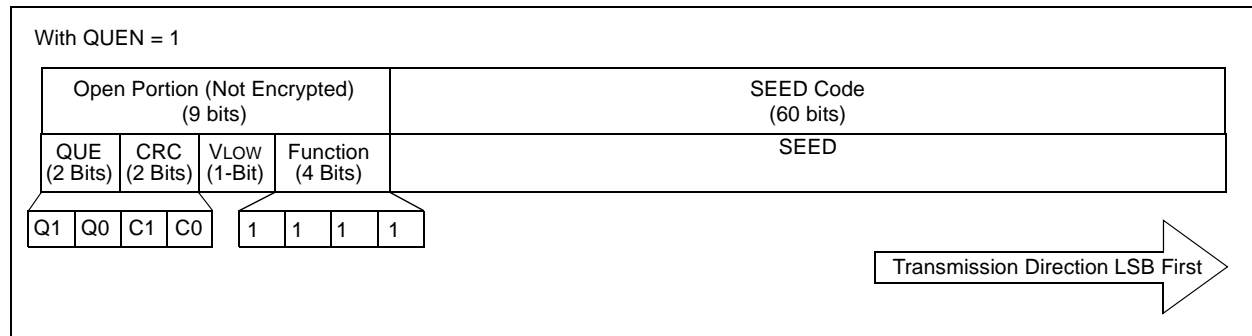 With QUEN = 1
Open Portion (Not Encrypted)
(9 bits)
SEED Code
(60 bits)
QUE
(2 Bits)
CRC
(2 Bits)
VLOW
(1-Bit)
Function
(4 Bits)
SEED
Q1 Q0 C1 C0 1 1 1 1
Transmission Direction LSB First